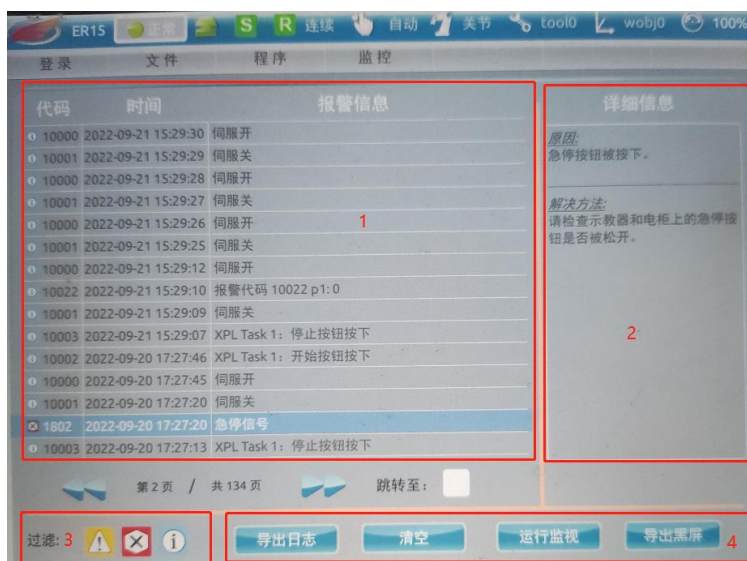 ER15 正常 S R 连续 自动 关节 tool0 wobj0 100%
登录 文件 程序 监控
代码 时间 报警信息
10000 2022-09-21 15:29:30 伺服开
10001 2022-09-21 15:29:29 伺服关
10000 2022-09-21 15:29:28 伺服开
10001 2022-09-21 15:29:27 伺服关
10000 2022-09-21 15:29:26 伺服开
10001 2022-09-21 15:29:25 伺服关
10000 2022-09-21 15:29:12 伺服开
10022 2022-09-21 15:29:10 报警代码 10022 p1: 0
10001 2022-09-21 15:29:09 伺服关
10003 2022-09-21 15:29:07 XPL Task 1：停止按钮按下
10002 2022-09-20 17:27:46 XPL Task 1：开始按钮按下
10000 2022-09-20 17:27:45 伺服开
10001 2022-09-20 17:27:20 伺服关
1802 2022-09-20 17:27:20 急停信号
10003 2022-09-20 17:27:13 XPL Task 1：停止按钮按下
1
详细信息
原因:
急停按钮被按下。
解决方法:
请检查示教器和电柜上的急停按
钮是否被松开。
2
第 2 页 / 共 134 页 跳转至：
过滤: 3
导出日志 清空 运行监视 导出黑屏 4